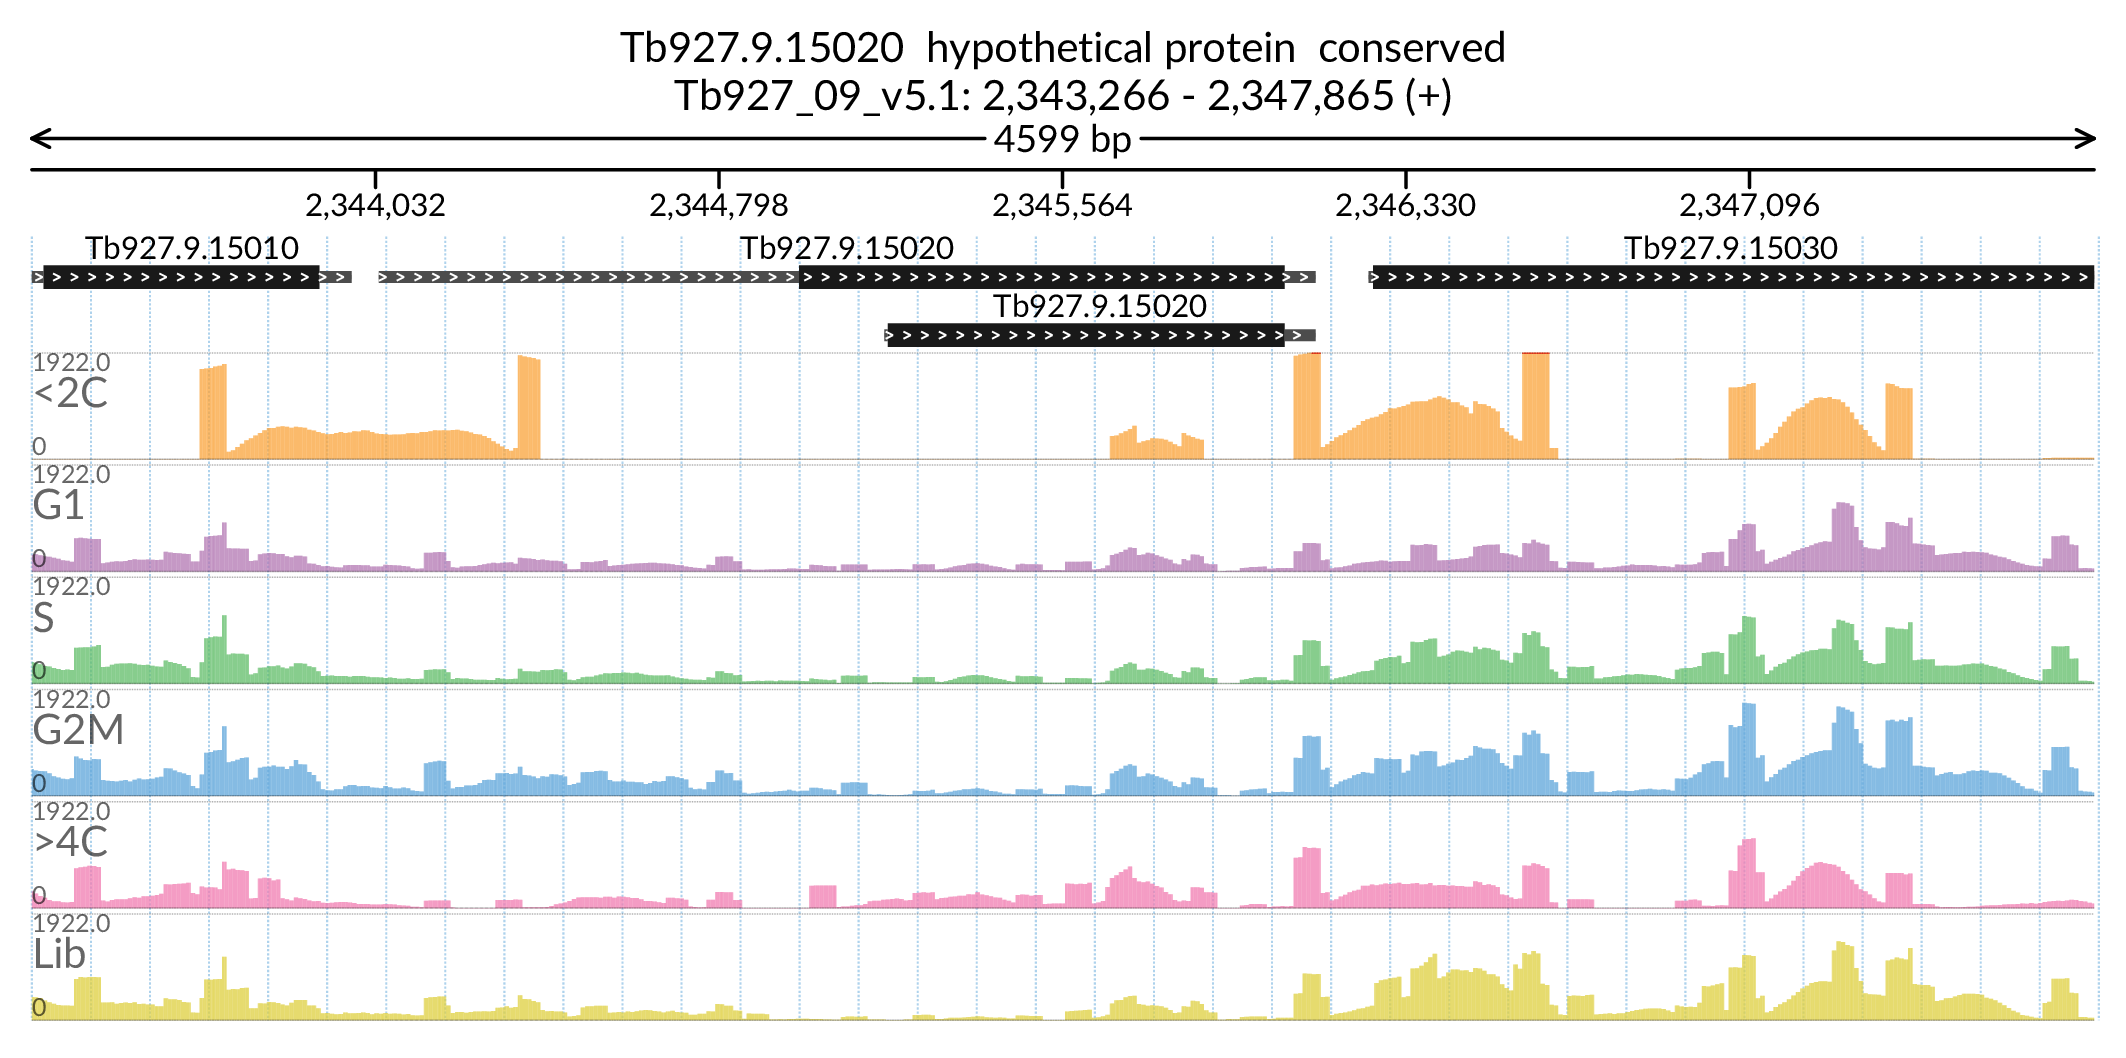 Tb927.9.15020  hypothetical protein  conserved
Tb927_09_v5.1: 2,343,266 - 2,347,865 (+)
4599 bp
2,344,032 2,344,798 2,345,564 2,346,330 2,347,096
Tb927.9.15010 Tb927.9.15020 Tb927.9.15030
Tb927.9.15020
1922.0
<2C
0
1922.0
G1
0
1922.0
S
0
1922.0
G2M
0
1922.0
>4C
0
1922.0
Lib
0